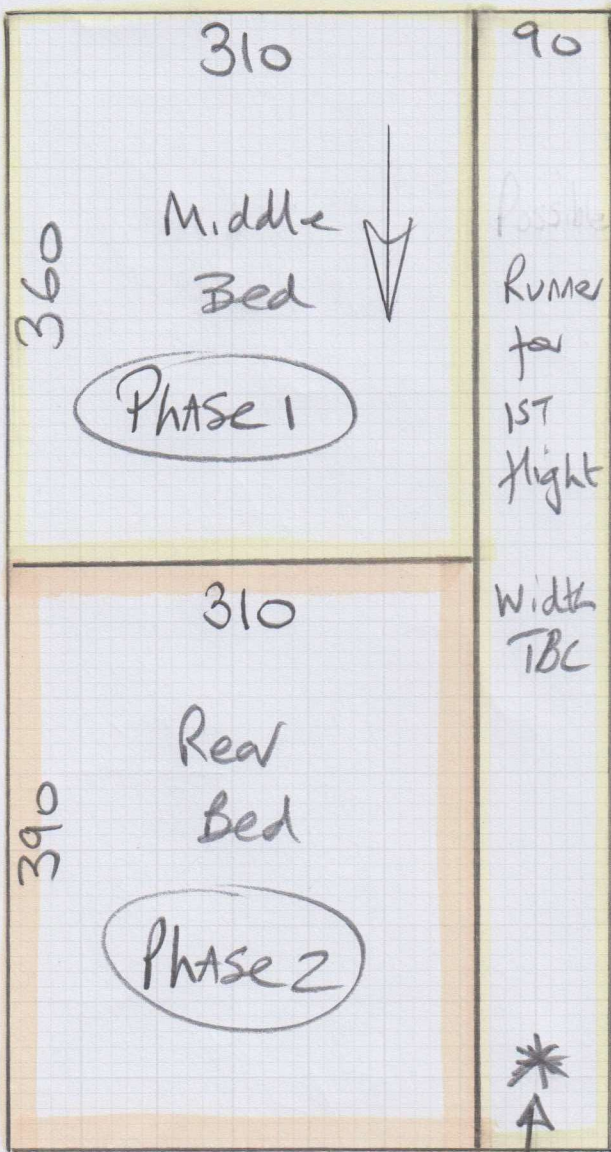 310
360
Middle
Bed
PhASe 1
310
390
Rear
Bed
PhASe 2
90
Possible
Runner
for
1ST
flight
Width
TBC
*